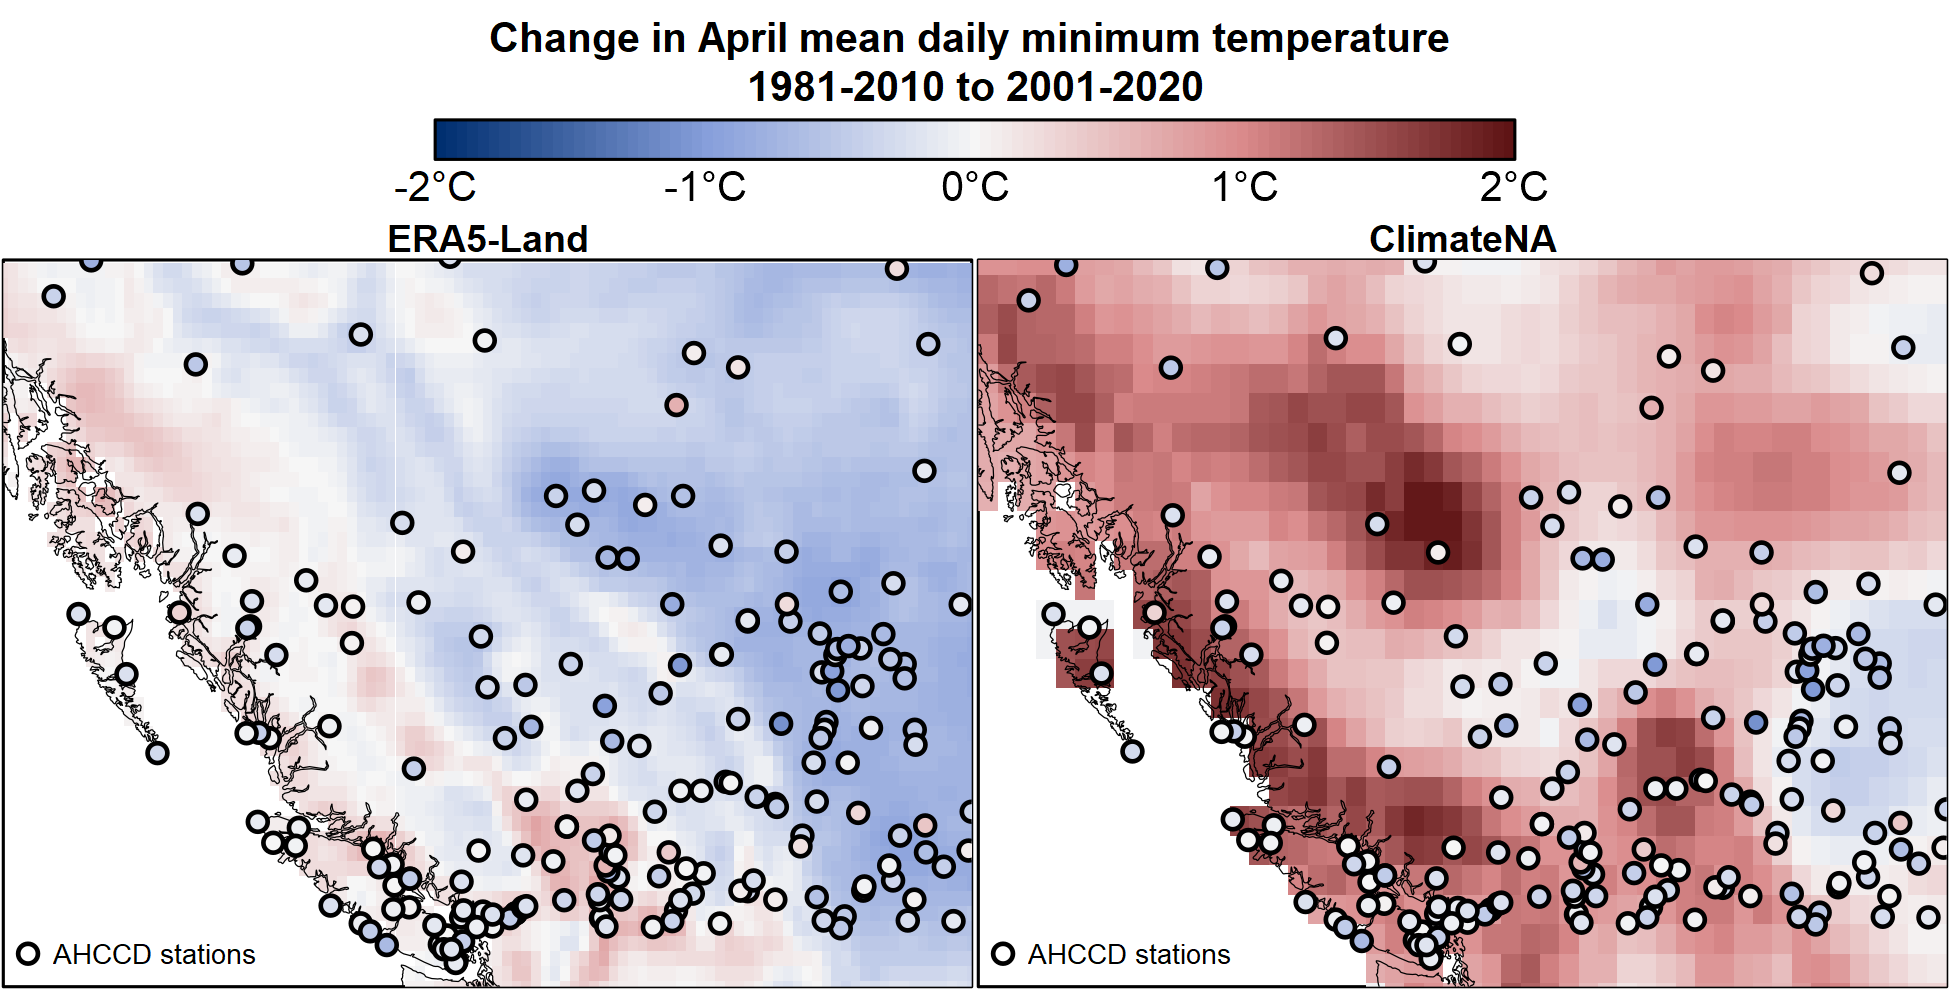 Change in April mean daily minimum temperature
1981-2010 to 2001-2020
-2°C -1°C 0°C 1°C 2°C
ERA5-Land
ClimateNA
AHCCD stations
AHCCD stations